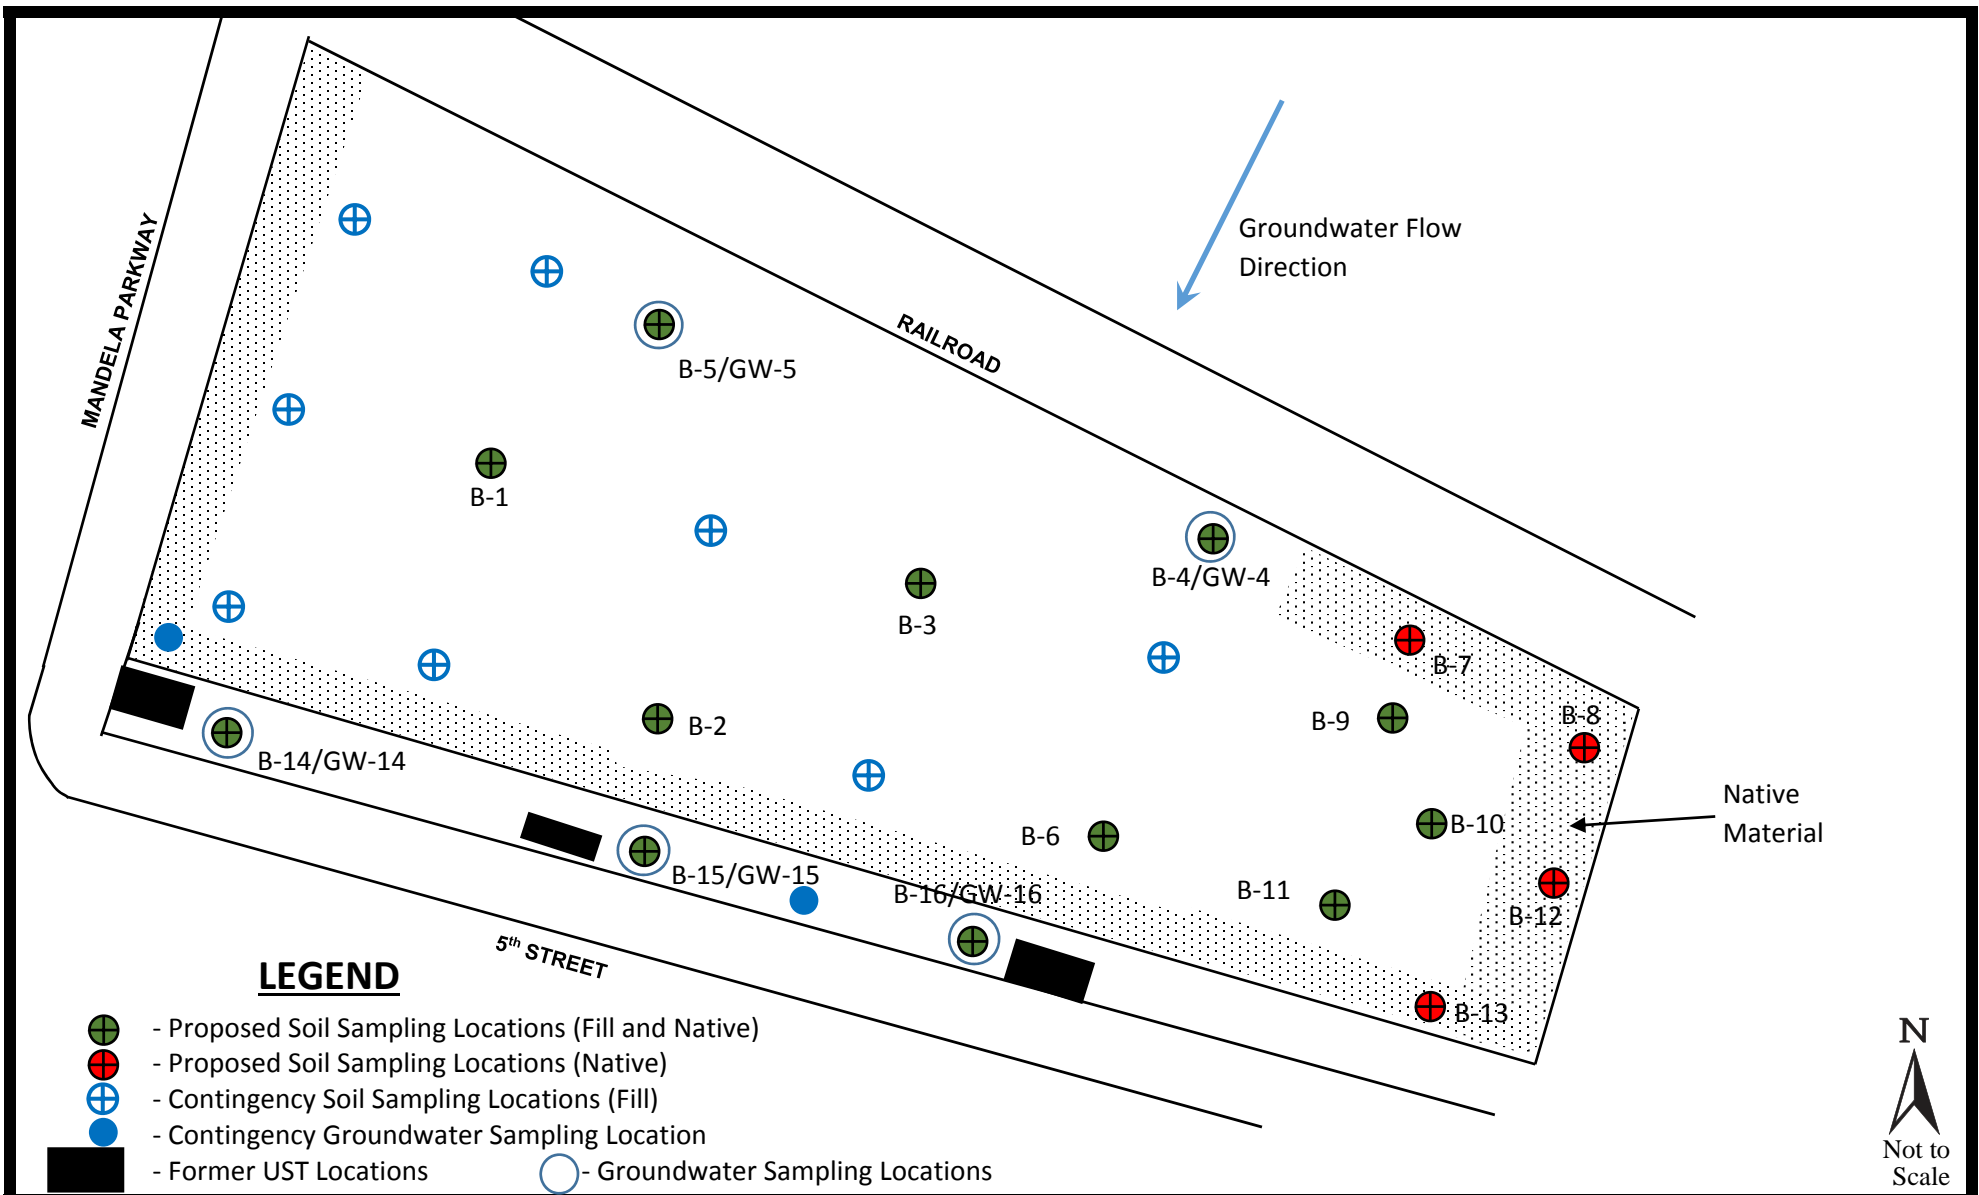 MANDELA PARKWAY
Groundwater Flow
Direction
RAILROAD
B-5/GW-5
B-1
B-4/GW-4
B-3
B-7
B-8
B-9
B-2
B-14/GW-14
Native
Material
B-10
B-6
B-15/GW-15
B-16/GW-16
B-11
B-12
5th STREET
B-13
LEGEND
- Proposed Soil Sampling Locations (Fill and Native)
- Proposed Soil Sampling Locations (Native)
- Contingency Soil Sampling Locations (Fill)
- Contingency Groundwater Sampling Location
- Former UST Locations
- Groundwater Sampling Locations
N
Not to
Scale